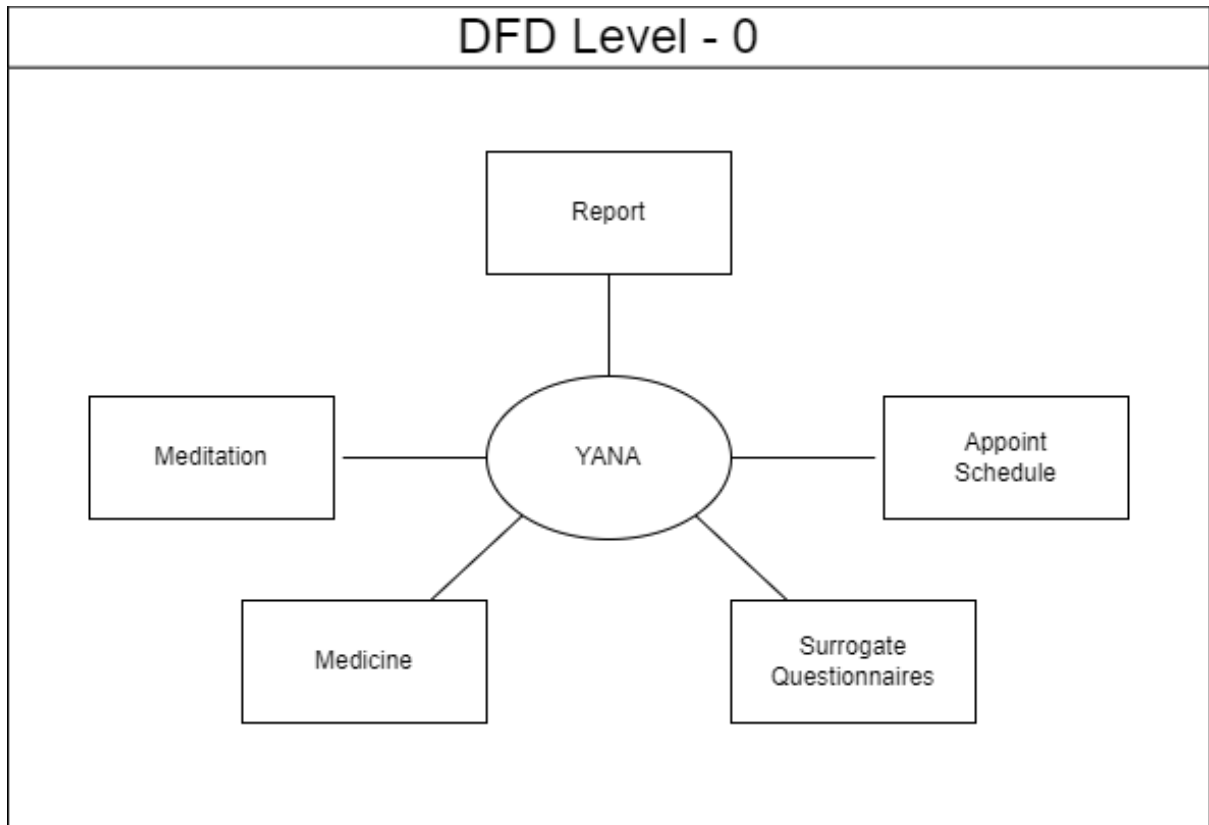 DFD Level - 0
Report
Meditation
YANA
Appoint
Schedule
Medicine
Surrogate
Questionnaires